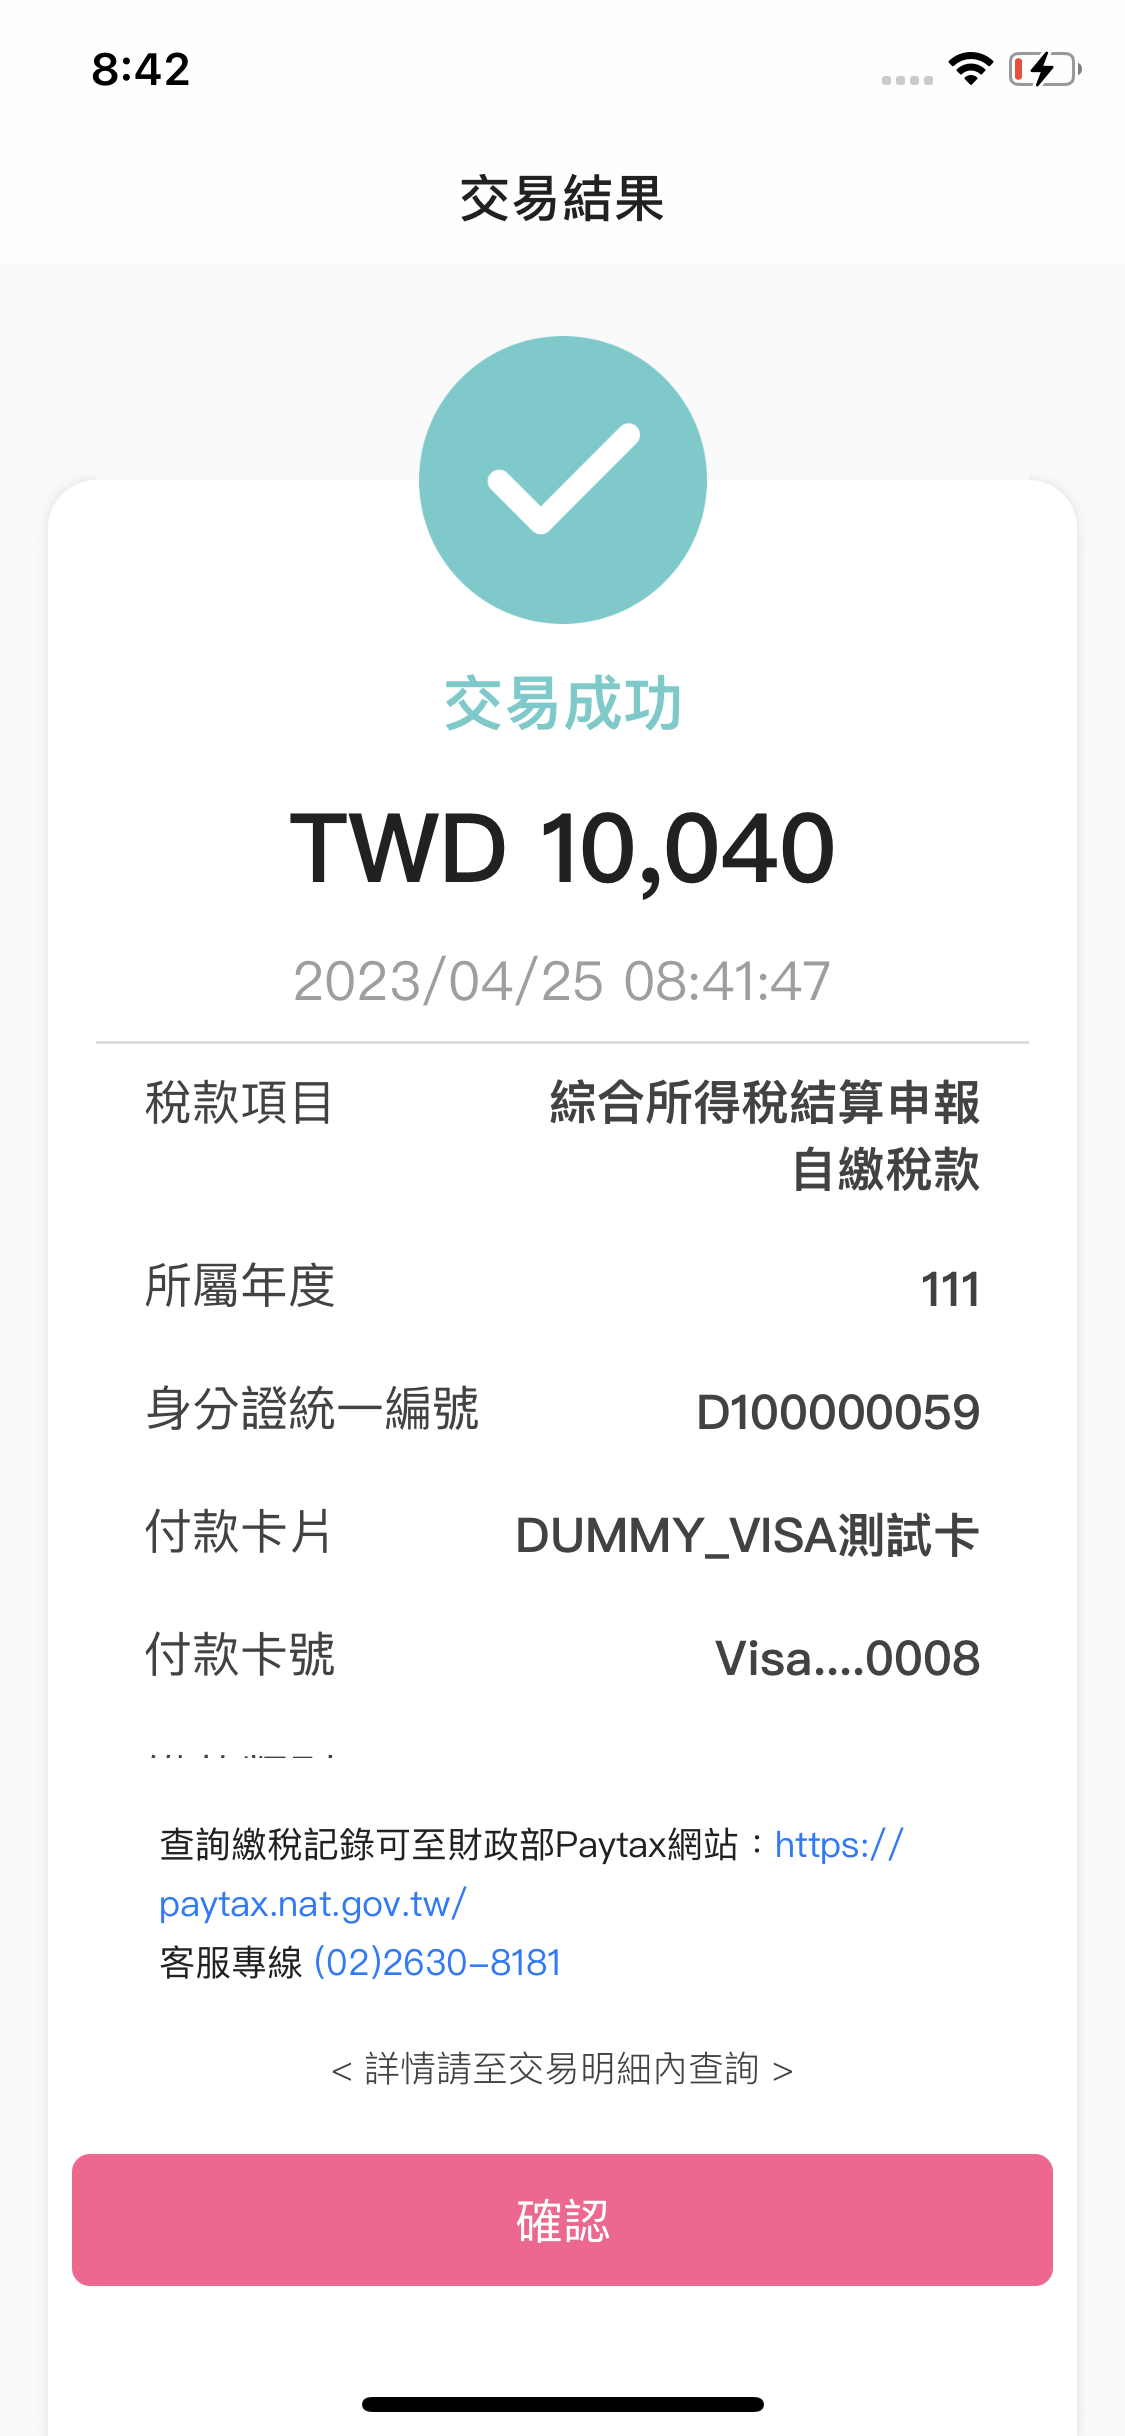 8:42
交易結果
交易成功
TWD 10,040
2023/04/25 08:41:47
稅款項目 綜合所得稅結算申報
自繳稅款
所屬年度 111
身分證統一編號 D100000059
付款卡片 DUMMY_VISA測試卡
付款卡號 Visa....0008
查詢繳稅記錄可至財政部Paytax網站：https://
paytax.nat.gov.tw/
客服專線 (02)2630-8181
< 詳情請至交易明細內查詢 >
確認